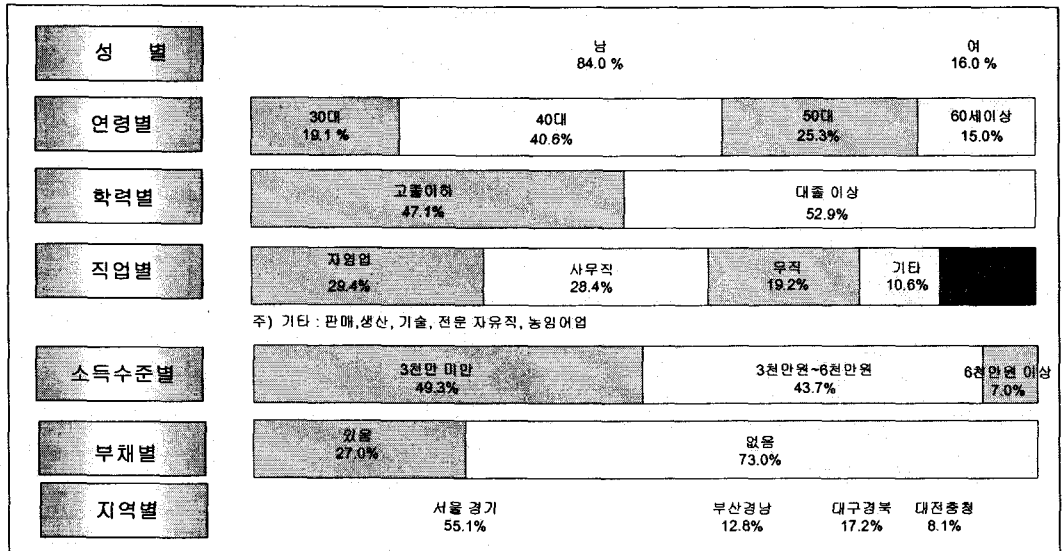 성 별
남 여
84.0 % 16.0 %
연령별
30대 40대 50대 60세이상
19.1 % 40.6% 25.3% 15.0%
학력별
고졸이하 대졸 이상
47.1% 52.9%
직업별
자영업 사무직 무직 기타
29.4% 28.4% 19.2% 10.6%
주) 기타 : 판매,생산, 기술, 전문 자유직, 농임어업
소득수준별
3천만 미만 3천만원~6천만원 6천만원 이상
49.3% 43.7% 7.0%
부채별
있음 없음
27.0% 73.0%
지역별
서울 경기 부산경남 대구경북 대전충청
55.1% 12.8% 17.2% 8.1%